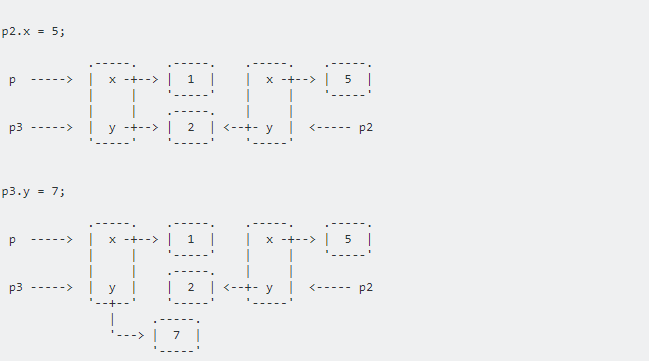 p2.x = 5;
.-----. .-----. .-----. .-----.
p -----> | x -+--> | 1 | | x -+--> | 5 |
| | '-----' | | '-----'
| | .-----. | |
p3 -----> | y -+--> | 2 | <--+- y | <----- p2
'-----' '-----' '-----'
p3.y = 7;
.-----. .-----. .-----. .-----.
p -----> | x -+--> | 1 | | x -+--> | 5 |
| | '-----' | | '-----'
| | .-----. | |
p3 -----> | y | | 2 | <--+- y | <----- p2
'--+--' '-----' '-----'
| .-----.
'---> | 7 |
'-----'